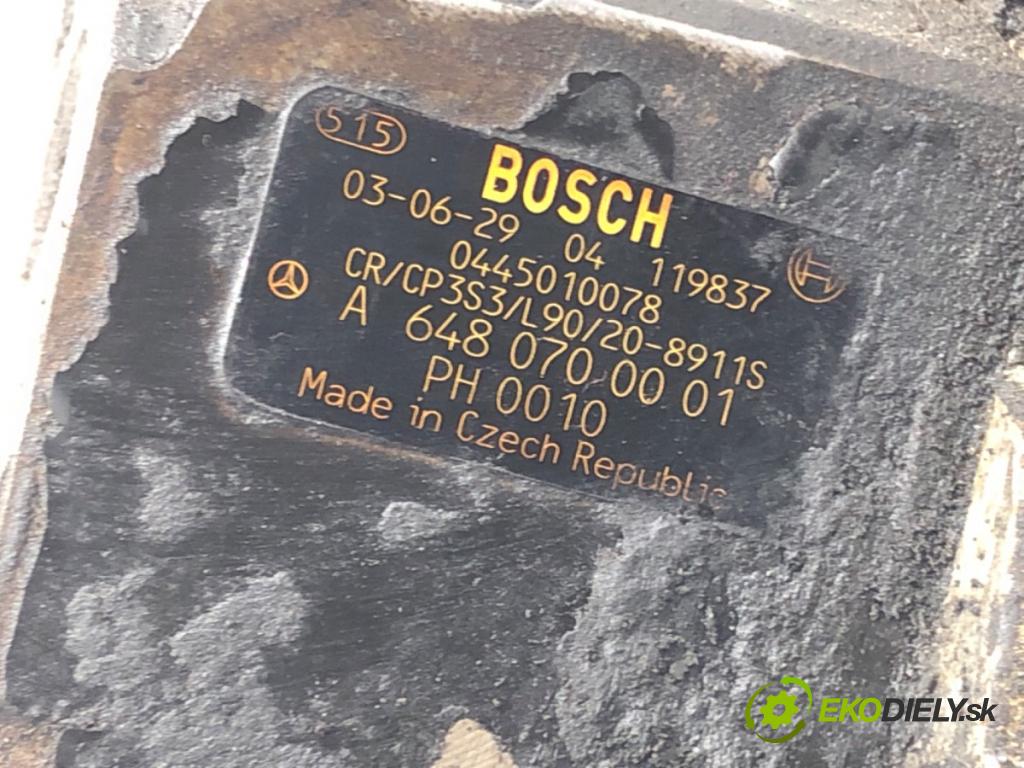 515
BOSCH
03-06-29 04 119837
0445010078
CR/CP3S3/L90/20-8911S
A 648 070 00 01
PH 0010
Made in Czech Republic
EKODIELY.sk